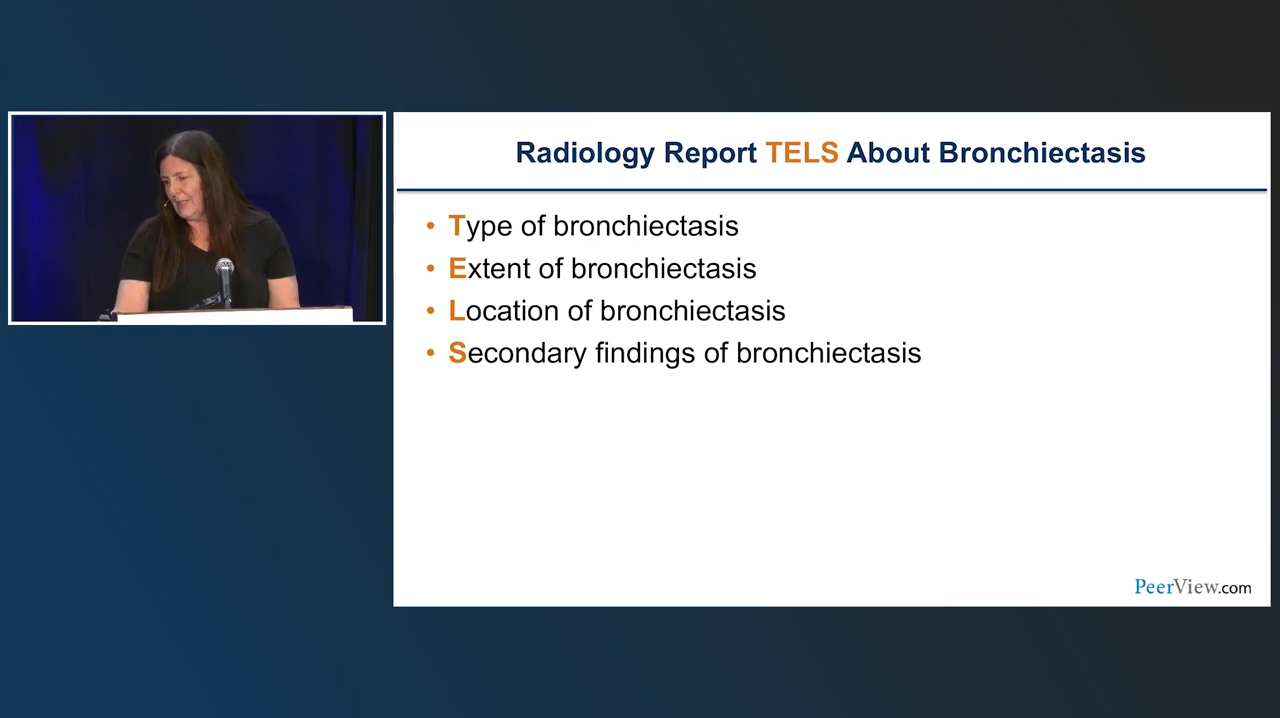 Radiology Report TELS About Bronchiectasis
• Type of bronchiectasis
• Extent of bronchiectasis
• Location of bronchiectasis
• Secondary findings of bronchiectasis
PeerView.com